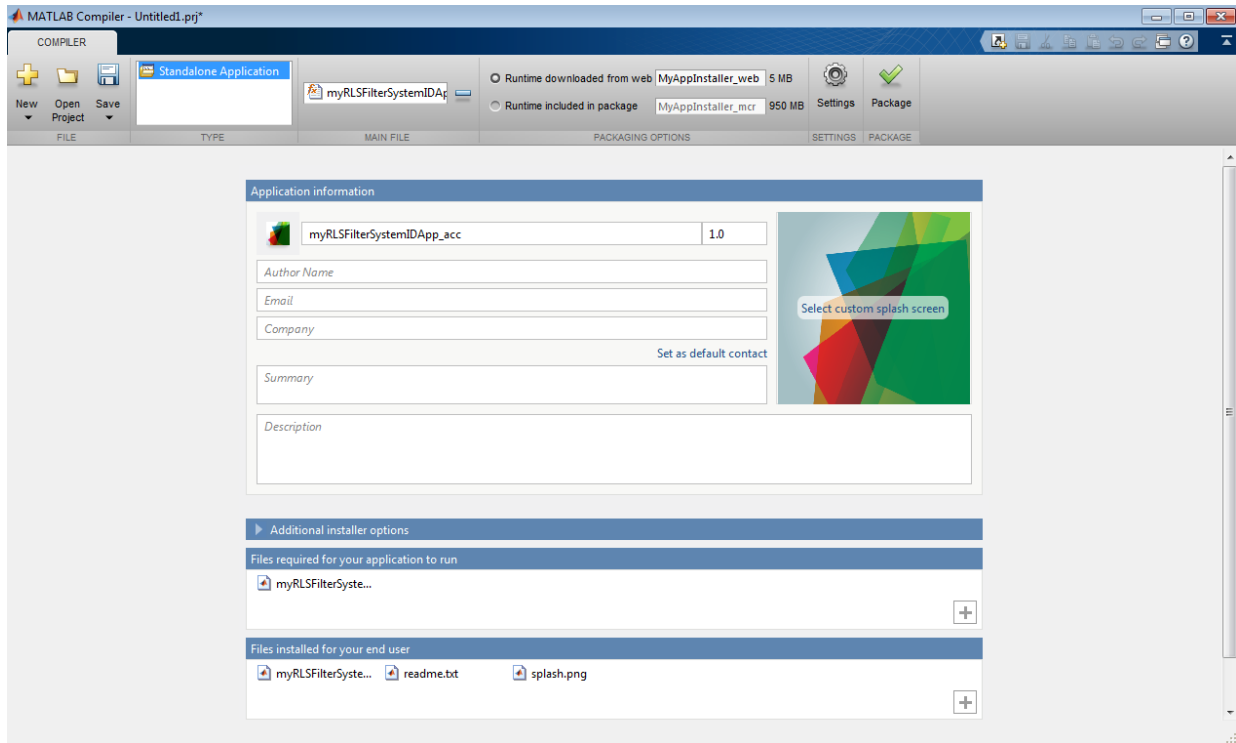 MATLAB Compiler - Untitled1.prj*
COMPILER
New
Open Project
Save
Standalone Application
myRLSFilterSystemIDAp
Runtime downloaded from web MyAppInstaller_web 5 MB
Runtime included in package MyAppInstaller_mcr 950 MB
Settings
Package
FILE
TYPE
MAIN FILE
PACKAGING OPTIONS
SETTINGS
PACKAGE
Application information
myRLSFilterSystemIDApp_acc 1.0
Author Name
Email
Company
Select custom splash screen
Set as default contact
Summary
Description
Additional installer options
Files required for your application to run
myRLSFilterSyste...
Files installed for your end user
myRLSFilterSyste... readme.txt splash.png